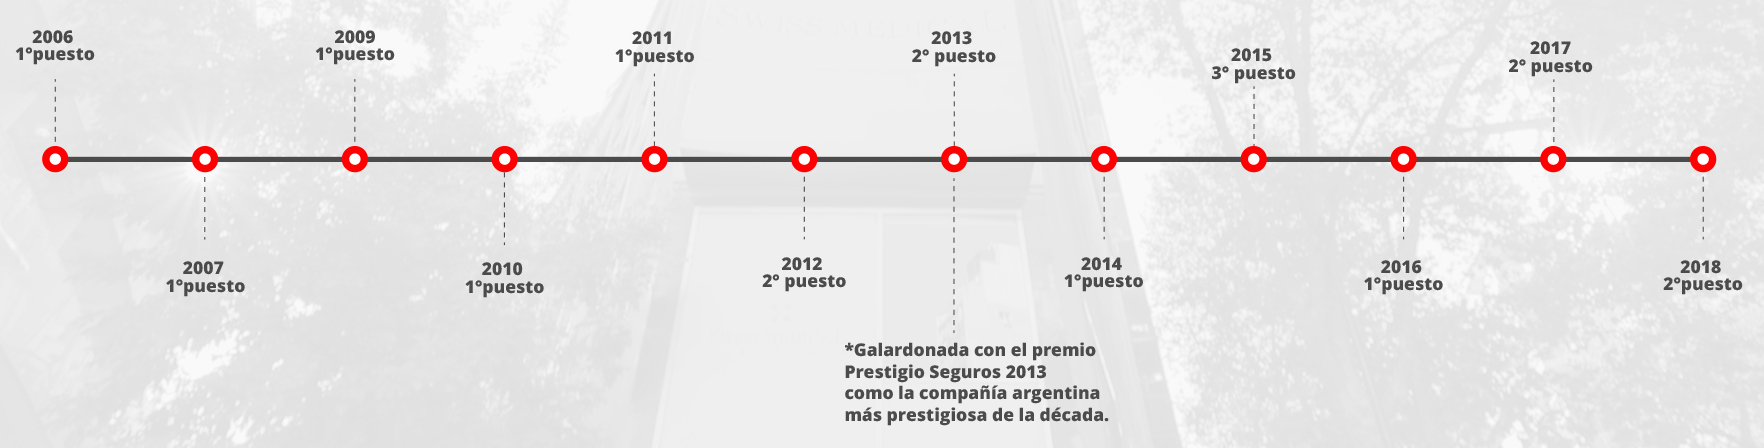 2006
1°puesto
2009
1°puesto
2011
1°puesto
2013
2° puesto
2015
3° puesto
2017
2° puesto
2007
1°puesto
2010
1°puesto
2012
2° puesto
2014
1°puesto
2016
1°puesto
2018
2°puesto
*Galardonada con el premio
Prestigio Seguros 2013
como la compañía argentina
más prestigiosa de la década.